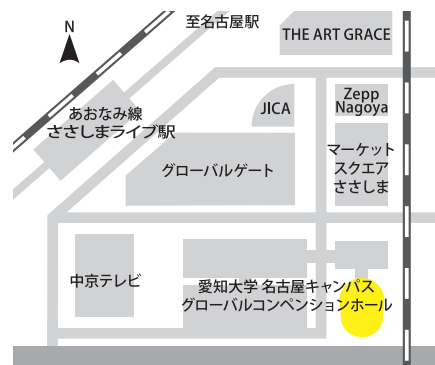 至名古屋駅
N
THE ART GRACE
あおなみ線
ささしまライブ駅
JICA
Zepp
Nagoya
グローバルゲート
マーケット
スクエア
ささしま
中京テレビ
愛知大学 名古屋キャンパス
グローバルコンベンションホール